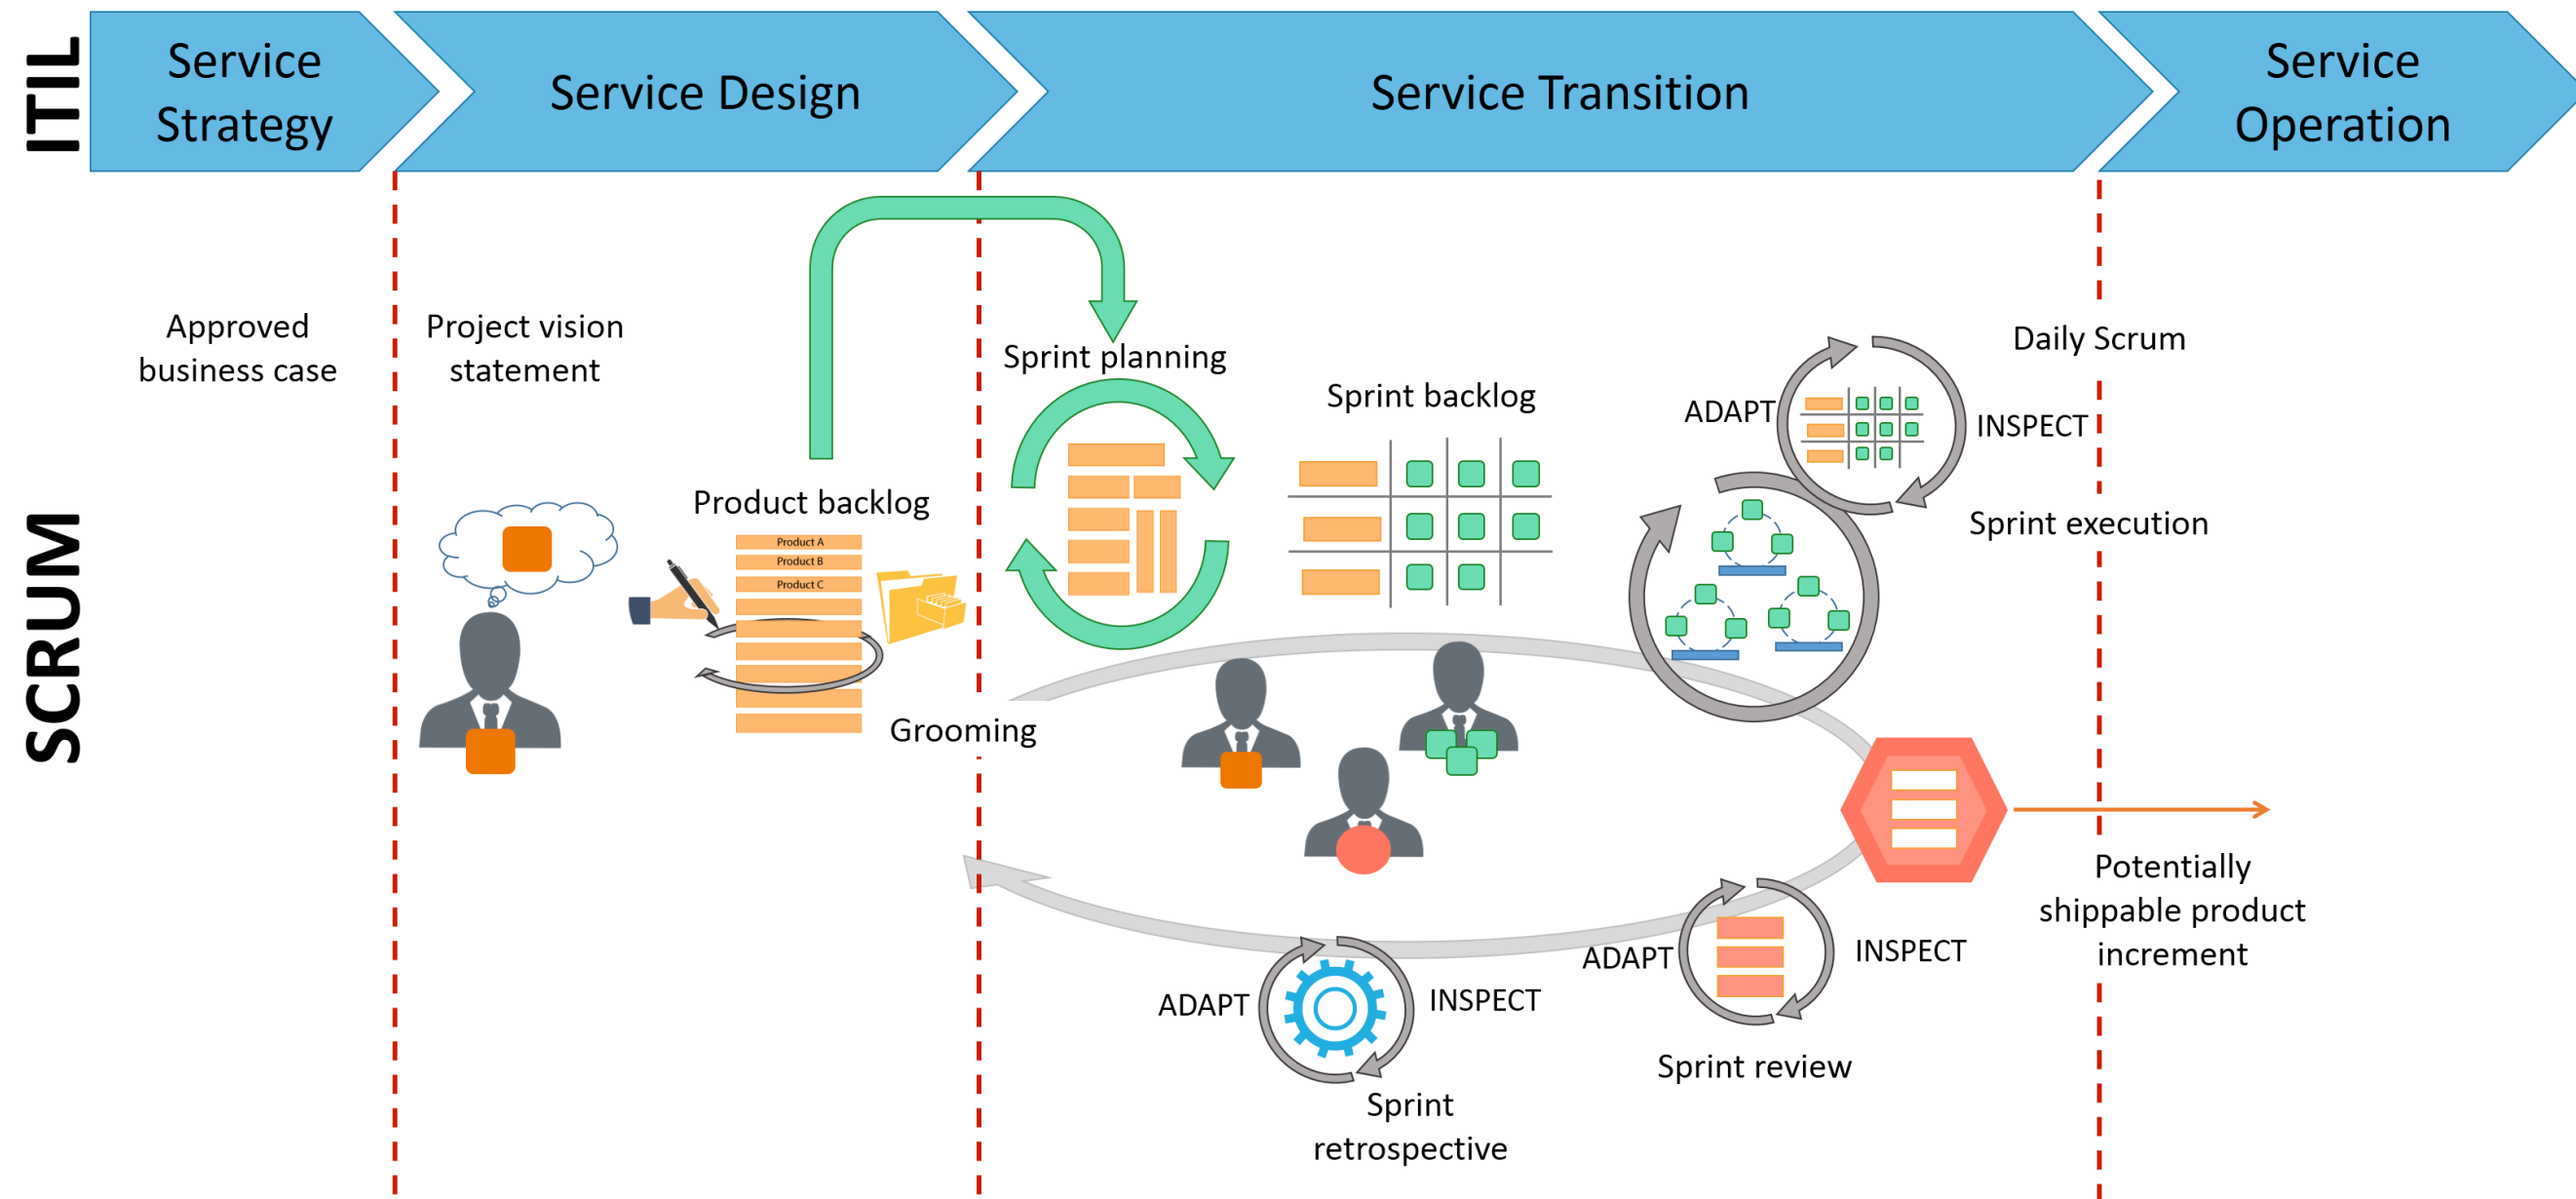 ITIL
Service
Strategy
Service Design
Service Transition
Service
Operation
SCRUM
Approved
business case
Project vision
statement
Product backlog
Product A
Product B
Product C
Grooming
Sprint planning
Sprint backlog
Daily Scrum
ADAPT
INSPECT
Sprint execution
Potentially
shippable product
increment
ADAPT
INSPECT
Sprint review
ADAPT
INSPECT
Sprint
retrospective